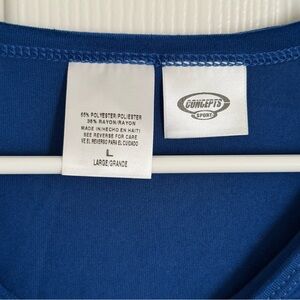 65% POLYESTER/POLIESTER
35% RAYON/RAYON
MADE IN/HECHO EN HAITI
SEE REVERSE FOR CARE
VE EL REVERSO PARA EL CUIDADO
L
LARGE/GRANDE
CONCEPTS
SPORT